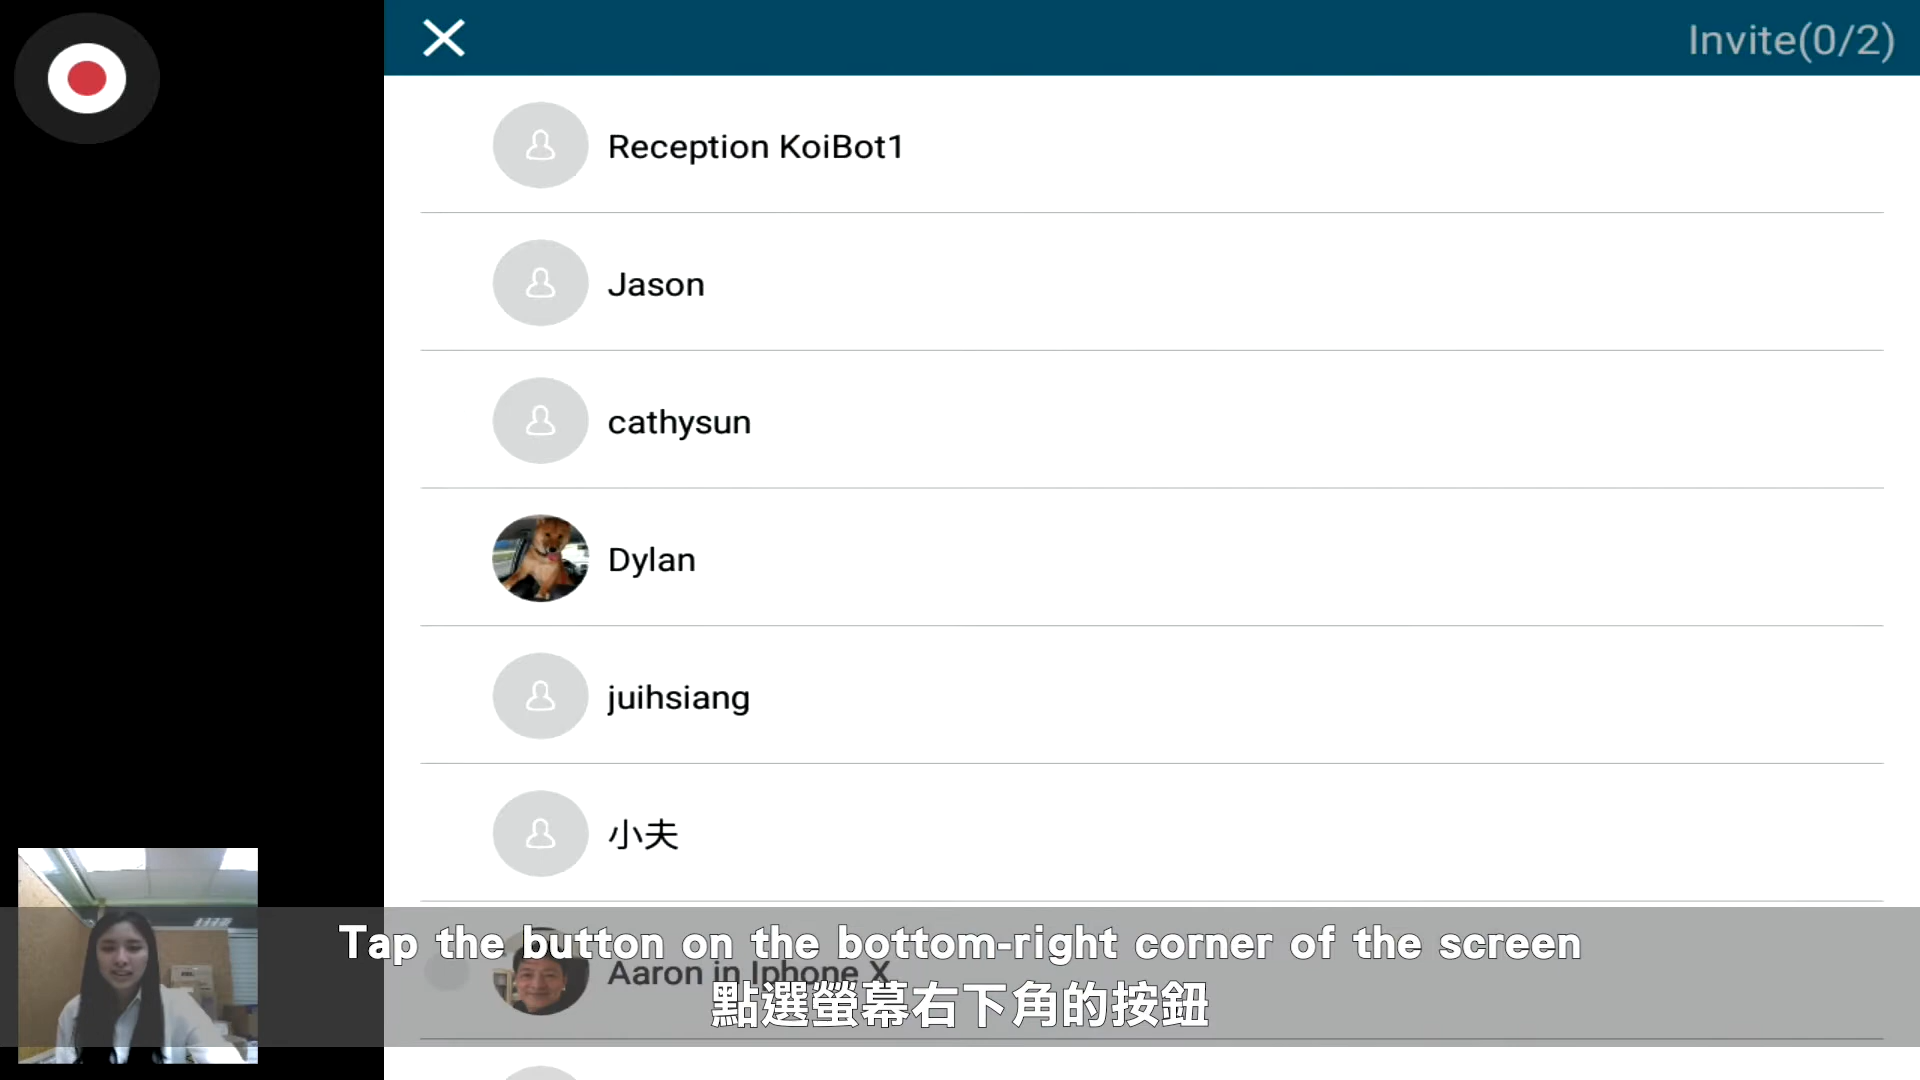 Invite(0/2)
Reception KoiBot1
Jason
cathysun
Dylan
juihsiang
小夫
Tap the button on the bottom-right corner of the screen
Aaron in Iphone X
點選螢幕右下角的按鈕